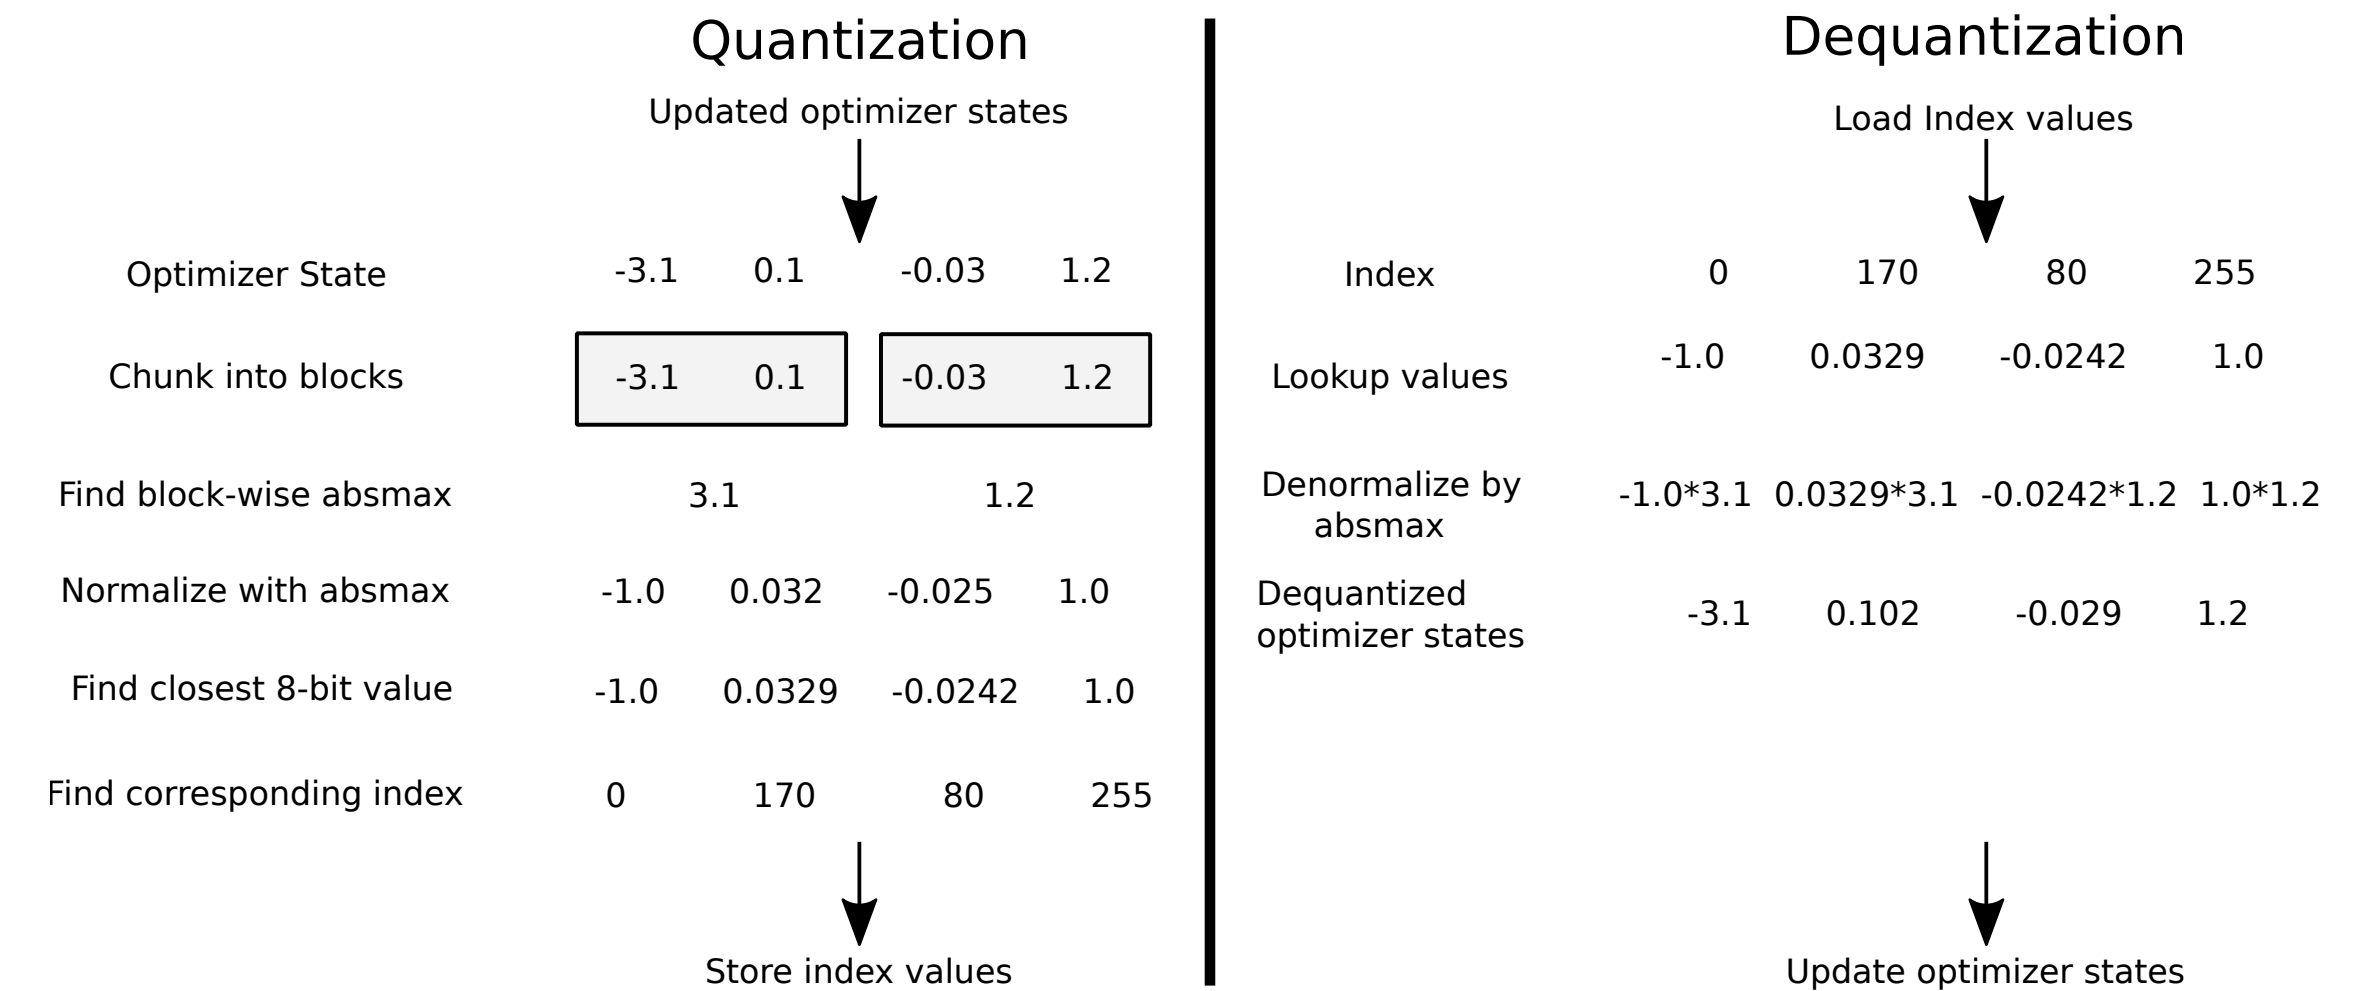 Quantization
Updated optimizer states
Optimizer State -3.1 0.1 -0.03 1.2
Chunk into blocks -3.1 0.1 -0.03 1.2
Find block-wise absmax 3.1 1.2
Normalize with absmax -1.0 0.032 -0.025 1.0
Find closest 8-bit value -1.0 0.0329 -0.0242 1.0
Find corresponding index 0 170 80 255
Store index values
Dequantization
Load Index values
Index 0 170 80 255
Lookup values -1.0 0.0329 -0.0242 1.0
Denormalize by
absmax
-1.0*3.1 0.0329*3.1 -0.0242*1.2 1.0*1.2
Dequantized
optimizer states
-3.1 0.102 -0.029 1.2
Update optimizer states